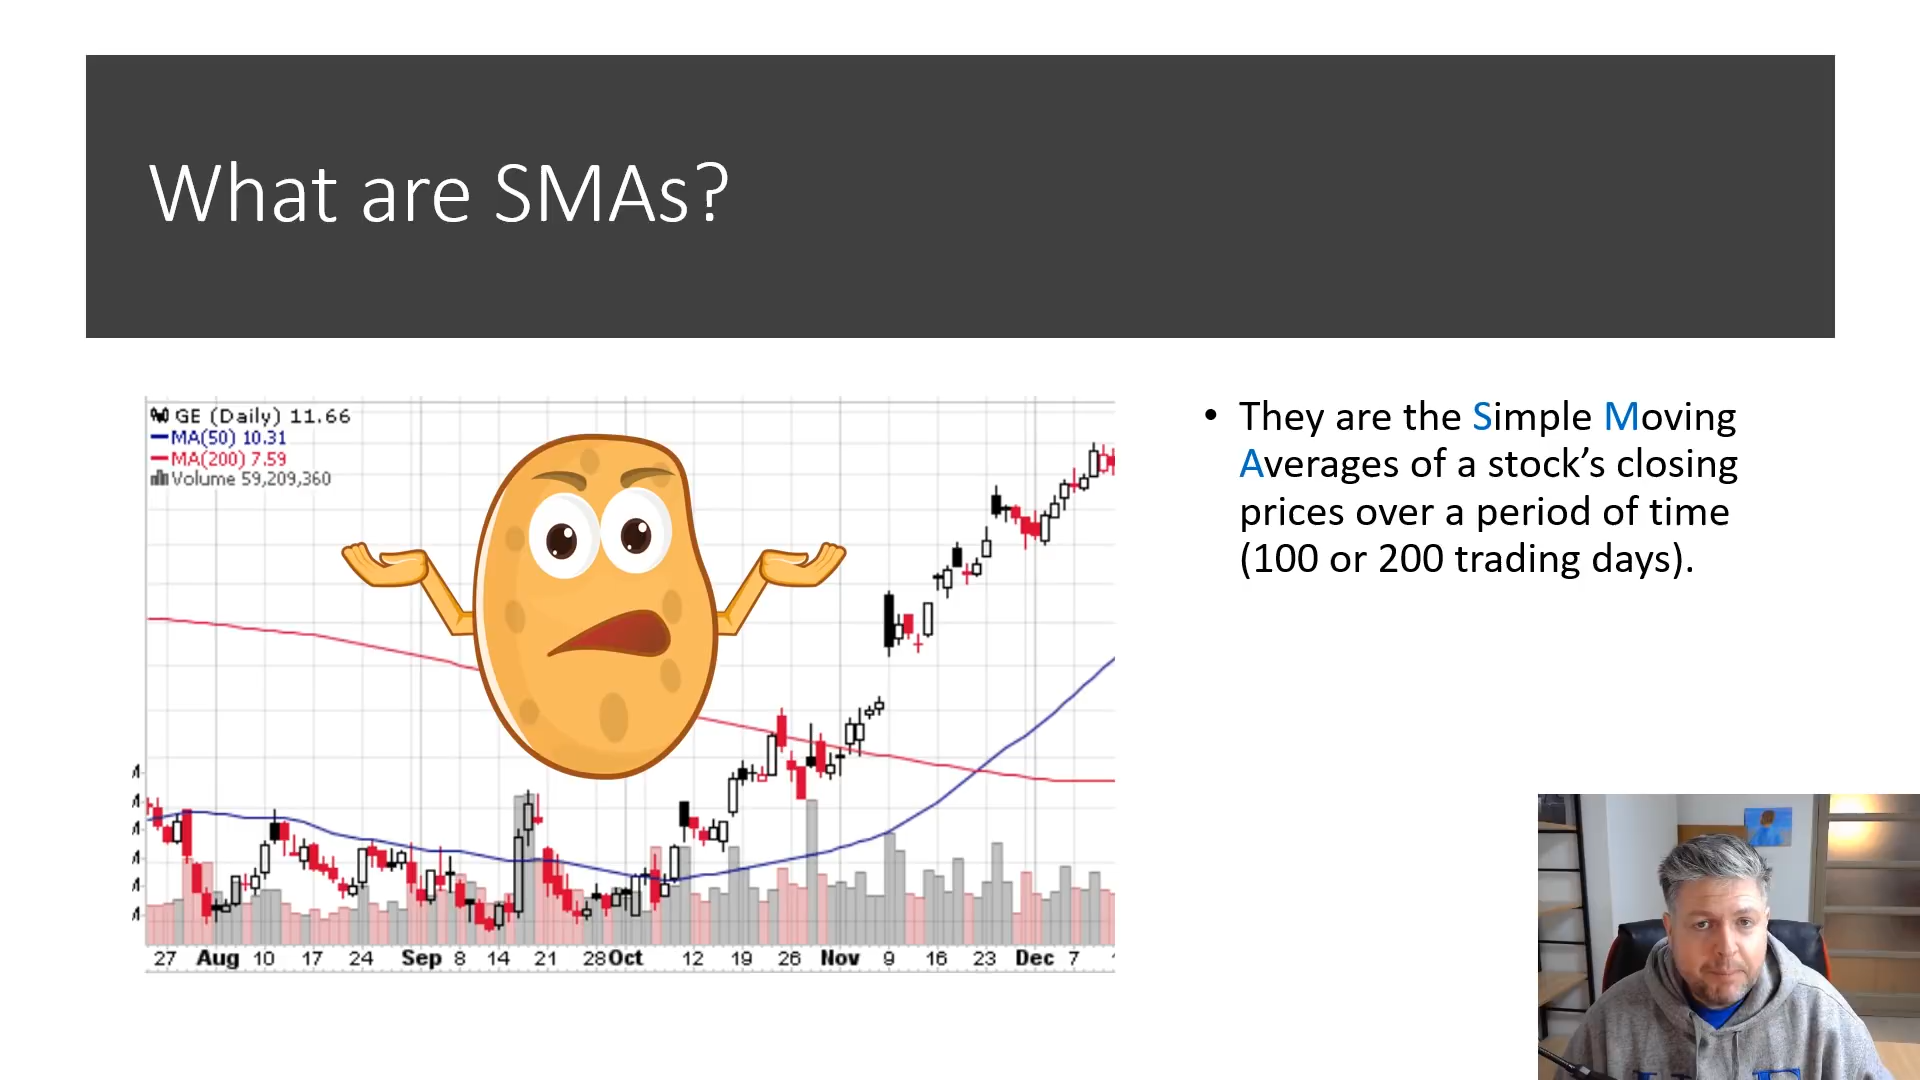 What are SMAs?
GE (Daily) 11.66
MA(50) 10.31
MA(200) 7.59
Volume 59,209,360
• They are the Simple Moving
Averages of a stock’s closing
prices over a period of time
(100 or 200 trading days).
M
M
M
M
M
M
27 Aug 10 17 24 Sep 8 14 21 28 Oct 12 19 26 Nov 9 16 23 Dec 7